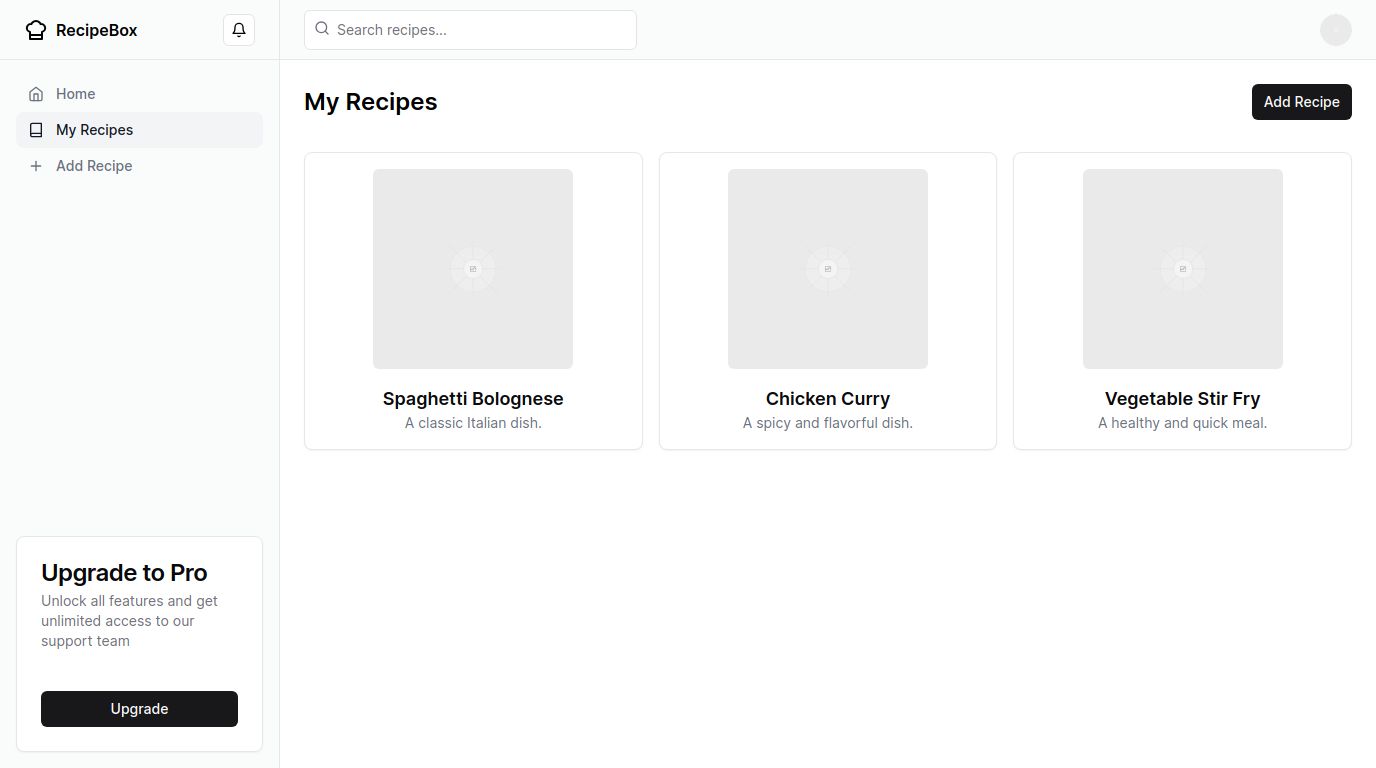 RecipeBox
Search recipes...
Home
My Recipes
Add Recipe
My Recipes
Add Recipe
Spaghetti Bolognese
A classic Italian dish.
Chicken Curry
A spicy and flavorful dish.
Vegetable Stir Fry
A healthy and quick meal.
Upgrade to Pro
Unlock all features and get
unlimited access to our
support team
Upgrade